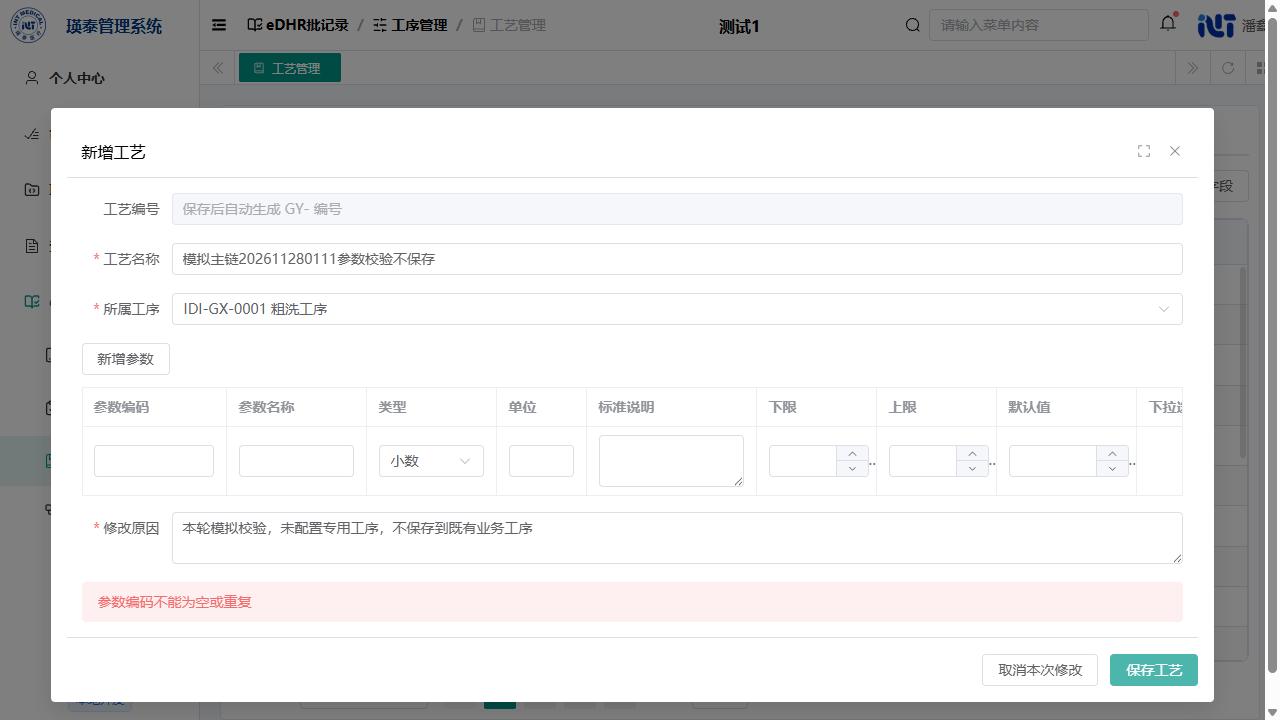 瑛泰管理系统
eDHR批记录 / 工序管理 / 工艺管理
测试1
请输入菜单内容
工艺管理
个人中心
字段
新增工艺
工艺编号 保存后自动生成 GY- 编号
* 工艺名称 模拟主链202611280111参数校验不保存
* 所属工序 IDI-GX-0001 粗洗工序
新增参数
参数编码 参数名称 类型 单位 标准说明 下限 上限 默认值 下拉
小数
* 修改原因 本轮模拟校验，未配置专用工序，不保存到既有业务工序
参数编码不能为空或重复
取消本次修改 保存工艺